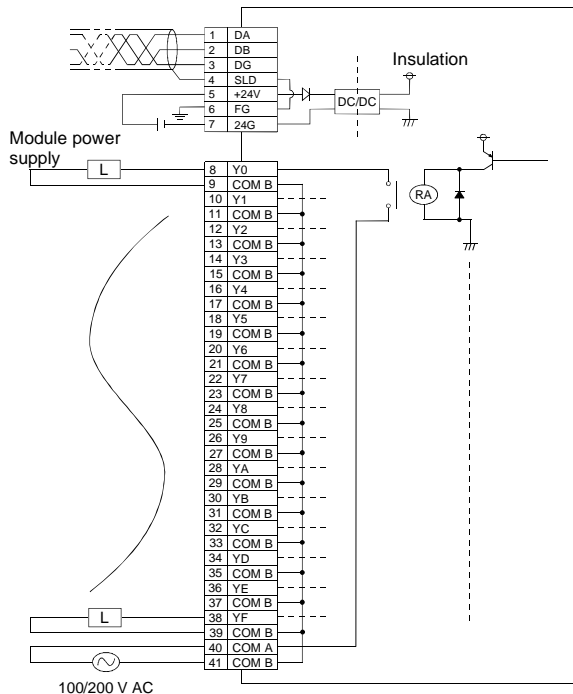 1 DA
2 DB
3 DG
4 SLD
5 +24V
6 FG
7 24G
Insulation
DC/DC
Module power
supply
L
8 Y0
9 COM B
10 Y1
11 COM B
12 Y2
13 COM B
14 Y3
15 COM B
16 Y4
17 COM B
18 Y5
19 COM B
20 Y6
21 COM B
22 Y7
23 COM B
24 Y8
25 COM B
26 Y9
27 COM B
28 YA
29 COM B
30 YB
31 COM B
32 YC
33 COM B
34 YD
35 COM B
36 YE
37 COM B
38 YF
39 COM B
40 COM A
41 COM B
RA
L
100/200 V AC